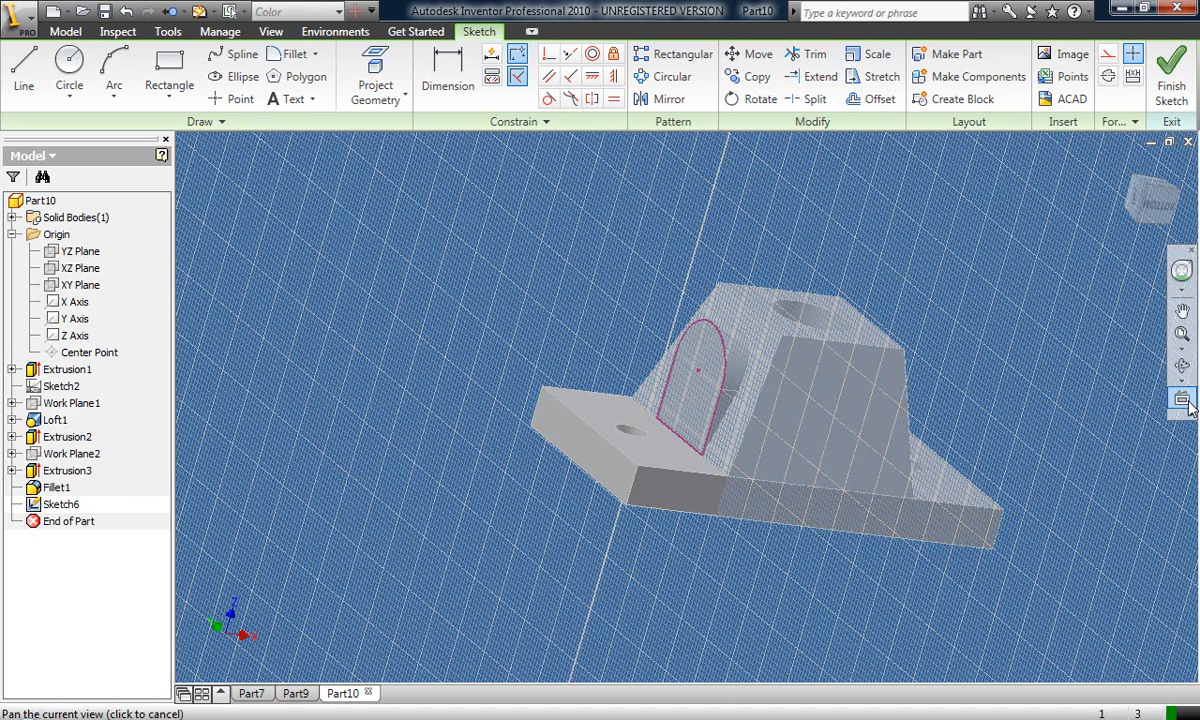 Color
Autodesk Inventor Professional 2010 - UNREGISTERED VERSION Part10
Type a keyword or phrase
PRO
Model Inspect Tools Manage View Environments Get Started Sketch
Line
Circle
Arc
Rectangle
Spline Fillet
Ellipse Polygon
Point Text
Project
Geometry
Dimension
Rectangular
Circular
Mirror
Move Trim Scale
Copy Extend Stretch
Rotate Split Offset
Make Part
Make Components
Create Block
Image
Points
ACAD
Finish
Sketch
Draw Constrain Pattern Modify Layout Insert For... Exit
Model
Part10
Solid Bodies(1)
Origin
YZ Plane
XZ Plane
XY Plane
X Axis
Y Axis
Z Axis
Center Point
Extrusion1
Sketch2
Work Plane1
Loft1
Extrusion2
Work Plane2
Extrusion3
Fillet1
Sketch6
End of Part
BOTTOM
Z
X
Part7 Part9 Part10
Pan the current view (click to cancel)
1 3